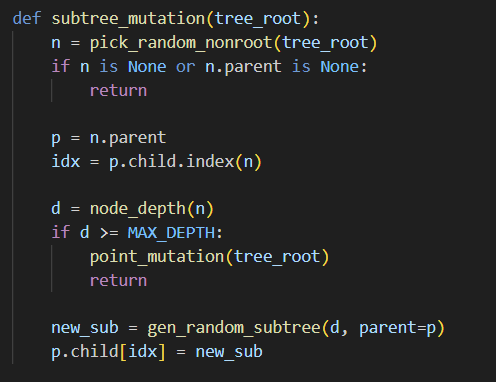 def subtree_mutation(tree_root):
    n = pick_random_nonroot(tree_root)
    if n is None or n.parent is None:
        return

    p = n.parent
    idx = p.child.index(n)

    d = node_depth(n)
    if d >= MAX_DEPTH:
        point_mutation(tree_root)
        return

    new_sub = gen_random_subtree(d, parent=p)
    p.child[idx] = new_sub